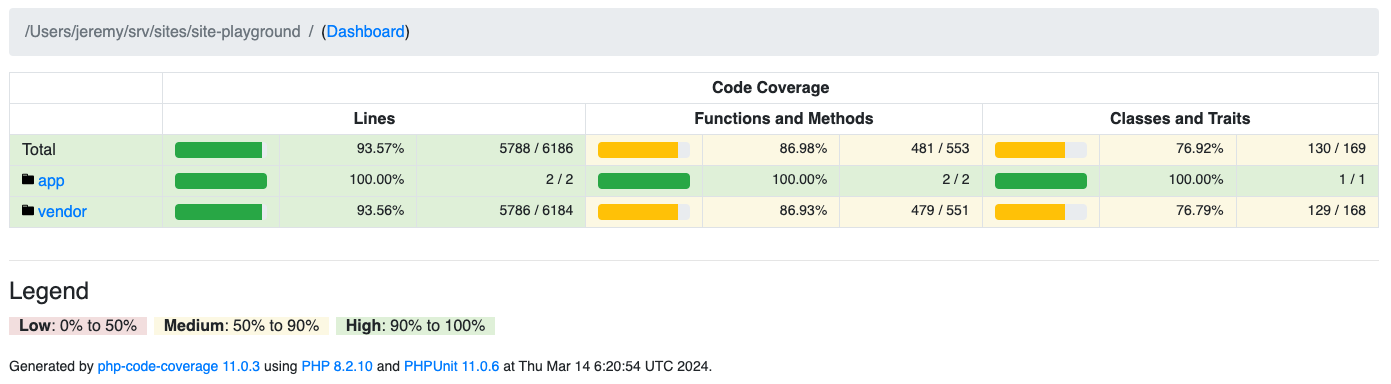 /Users/jeremy/srv/sites/site-playground / (Dashboard)
Code Coverage
Lines Functions and Methods Classes and Traits
Total 93.57% 5788 / 6186 86.98% 481 / 553 76.92% 130 / 169
app 100.00% 2 / 2 100.00% 2 / 2 100.00% 1 / 1
vendor 93.56% 5786 / 6184 86.93% 479 / 551 76.79% 129 / 168
Legend
Low: 0% to 50% Medium: 50% to 90% High: 90% to 100%
Generated by php-code-coverage 11.0.3 using PHP 8.2.10 and PHPUnit 11.0.6 at Thu Mar 14 6:20:54 UTC 2024.